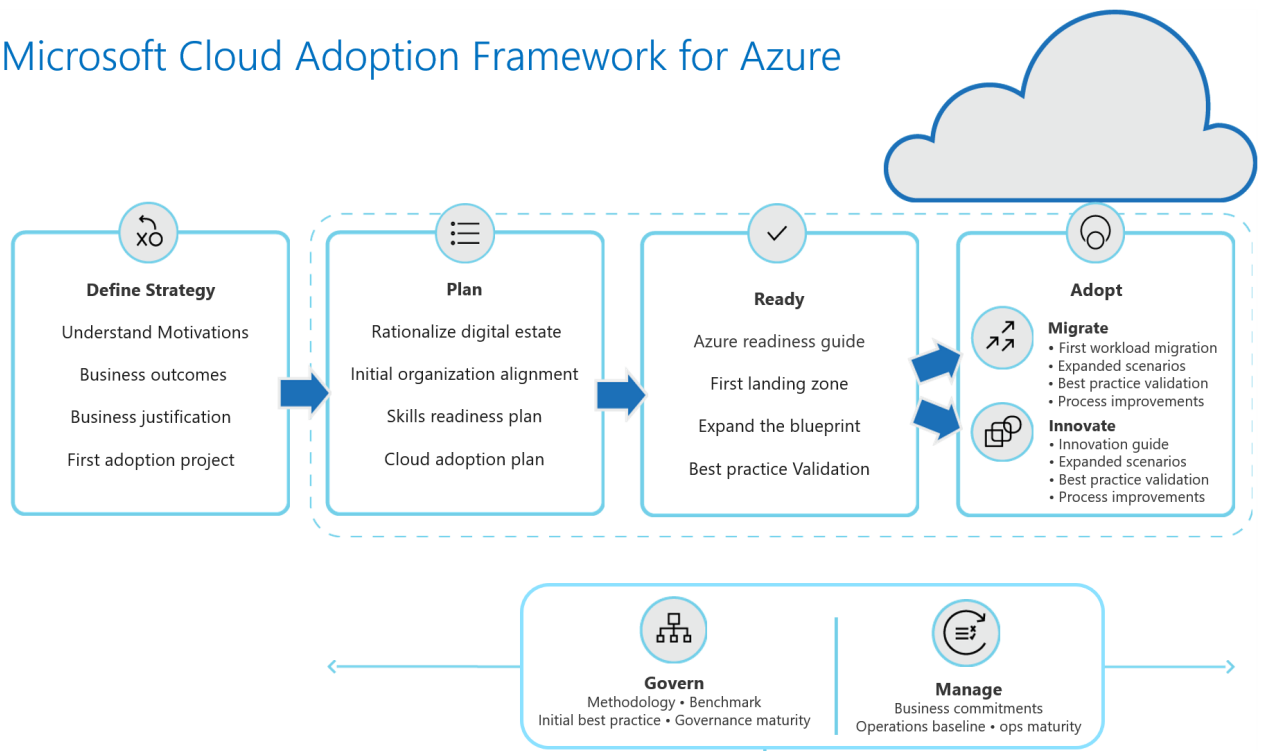 Microsoft Cloud Adoption Framework for Azure
Define Strategy
Understand Motivations
Business outcomes
Business justification
First adoption project
Plan
Rationalize digital estate
Initial organization alignment
Skills readiness plan
Cloud adoption plan
Ready
Azure readiness guide
First landing zone
Expand the blueprint
Best practice Validation
Adopt
Migrate
• First workload migration
• Expanded scenarios
• Best practice validation
• Process improvements
Innovate
• Innovation guide
• Expanded scenarios
• Best practice validation
• Process improvements
Govern
Methodology • Benchmark
Initial best practice • Governance maturity
Manage
Business commitments
Operations baseline • ops maturity